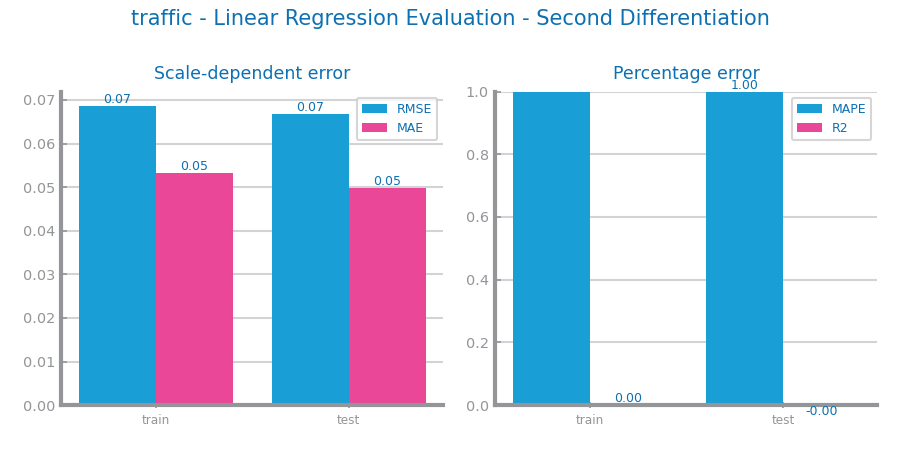 traffic - Linear Regression Evaluation - Second Differentiation
Scale-dependent error
0.07
0.06
0.05
0.04
0.03
0.02
0.01
0.00
0.07
0.05
0.07
0.05
RMSE
MAE
train
test
Percentage error
1.0
0.8
0.6
0.4
0.2
0.0
1.00
0.00
-0.00
MAPE
R2
train
test